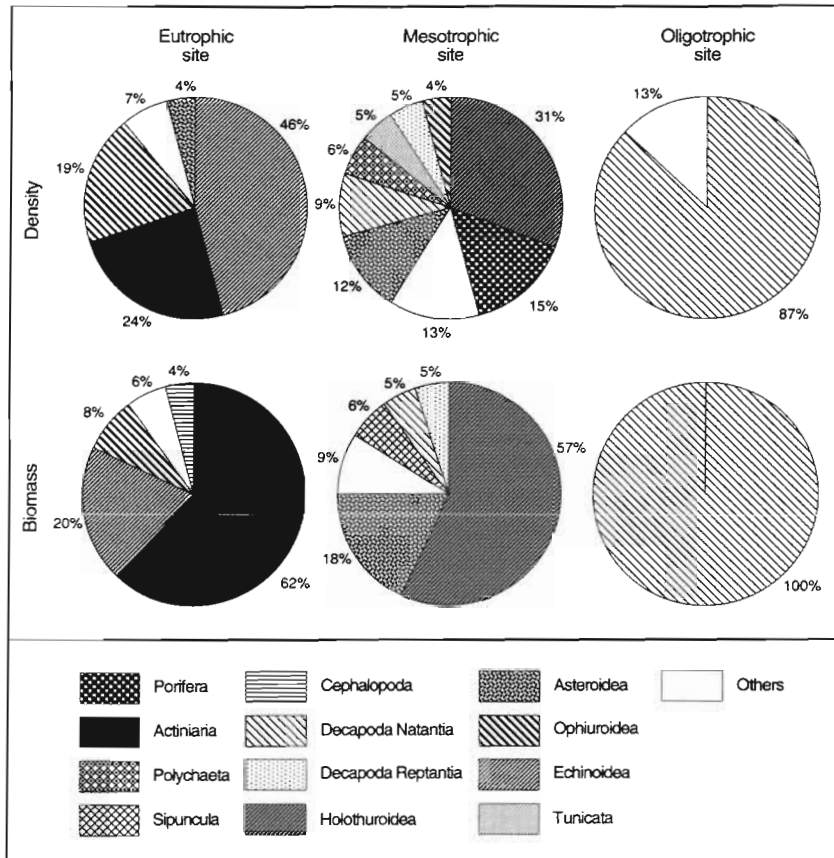 Eutrophic
site
Mesotrophic
site
Oligotrophic
site
Density
4%
7%
46%
19%
24%
4%
5%
5%
31%
6%
9%
12%
13%
15%
13%
87%
Biomass
4%
6%
8%
20%
62%
5%
5%
6%
57%
9%
18%
100%
Porifera
Cephalopoda
Asteroidea
Others
Actiniaria
Decapoda Natantia
Ophiuroidea
Polychaeta
Decapoda Reptantia
Echinoidea
Sipuncula
Holothuroidea
Tunicata